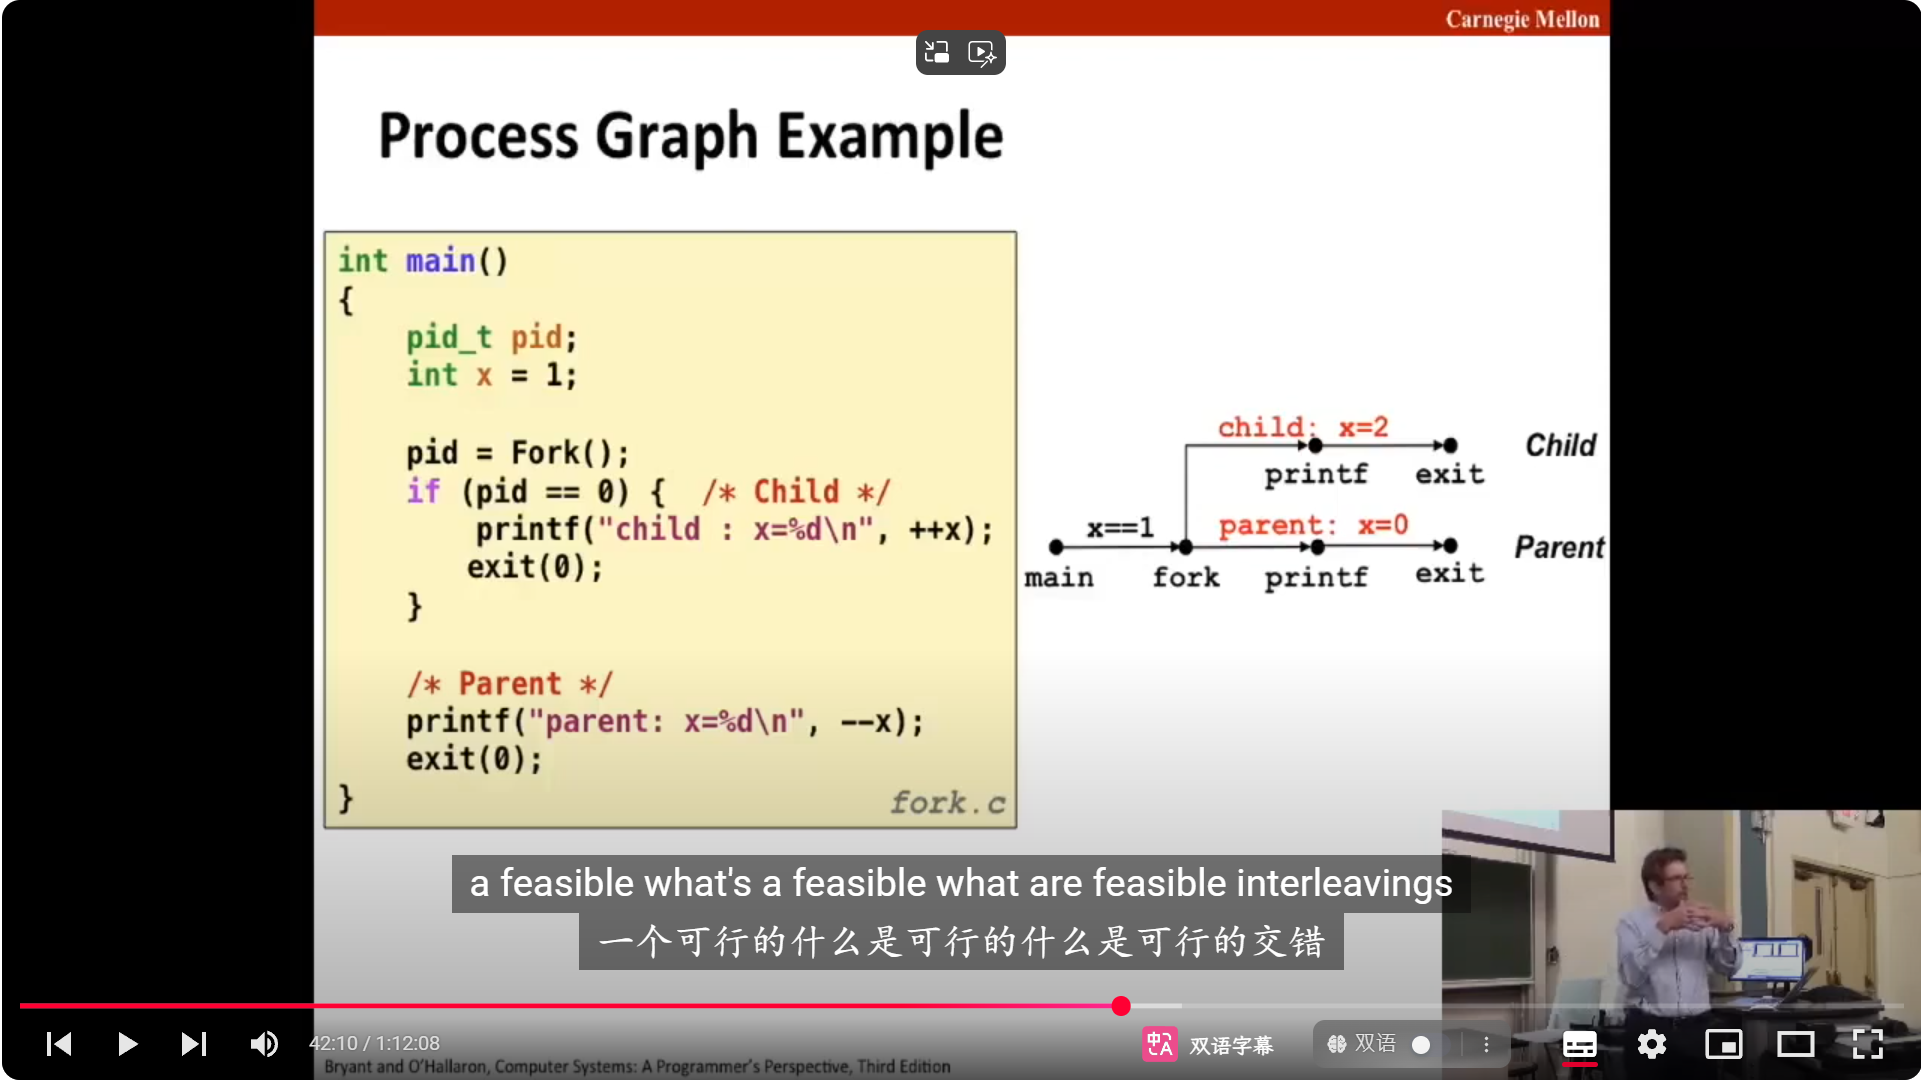 Carnegie Mellon
Process Graph Example
int main()
{
pid_t pid;
int x = 1;
pid = Fork();
if (pid == 0) {  /* Child */
printf("child : x=%d\n", ++x);
exit(0);
}
/* Parent */
printf("parent: x=%d\n", --x);
exit(0);
}
fork.c
child: x=2
Child
printf
exit
x==1
parent: x=0
Parent
main
fork
printf
exit
a feasible what's a feasible what are feasible interleavings
一个可行的什么是可行的什么是可行的交错
42:10 / 1:12:08
中A
双语字幕
双语
Bryant and O'Hallaron, Computer Systems: A Programmer's Perspective, Third Edition